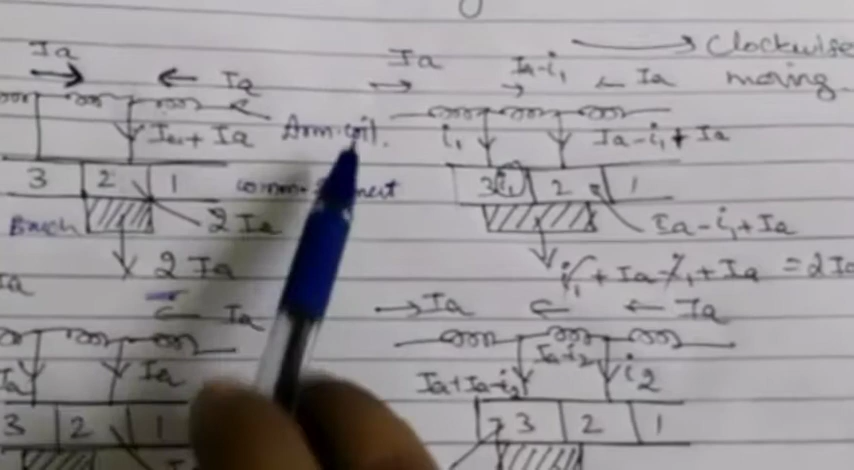 Ia Ia
Ia + Ia Arm. coil.
3 2 1
Brush 2Ia
2Ia
Ia Ia-i1 Ia
Clockwise
moving.
i1 Ia-i1+Ia
3 i1 2 1
Ia-i1+Ia
i1+Ia-i1+Ia = 2Ia
Ia
Ia
Ia Ia
3 2 1
Ia Ia
Ia-i2
Ia+Ia-i2 i2
3 2 1